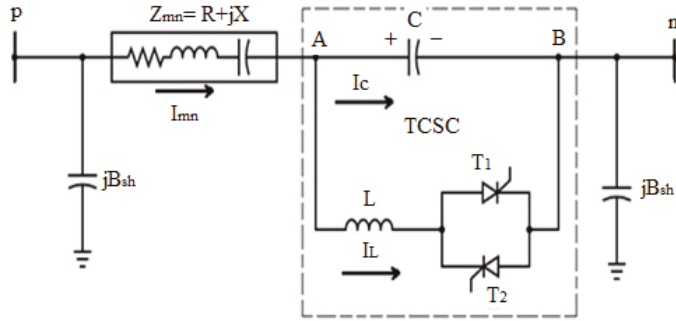 p
Zmn= R+jX
Imn
jBsh
A
+ C −
B
Ic
TCSC
L
IL
T1
T2
jBsh